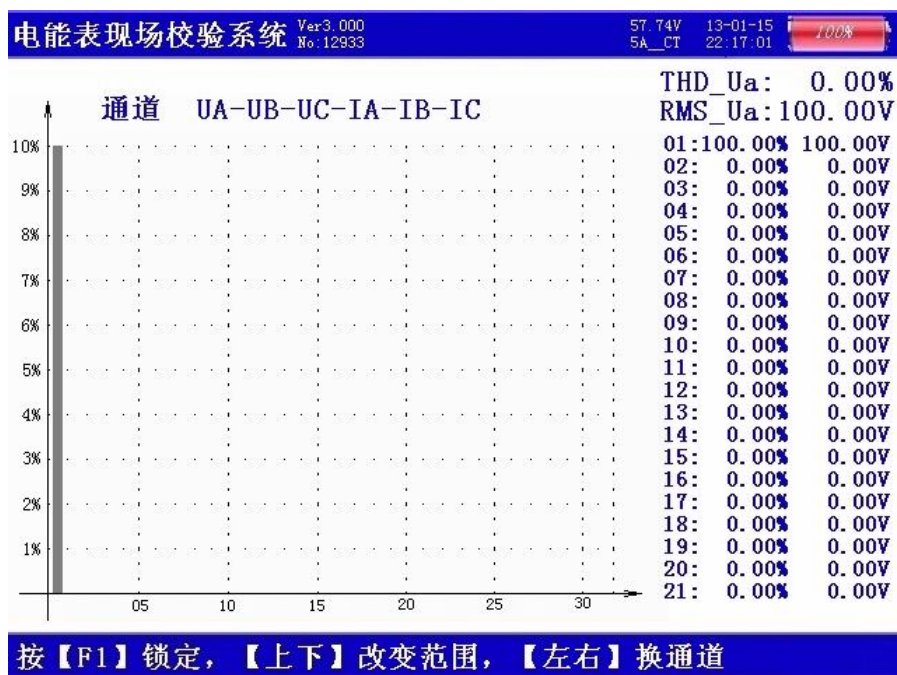 电能表现场校验系统 Ver3.000 57.74V 13-01-15 100%
No:12933 5A__CT 22:17:01
THD_Ua: 0.00%
通道 UA-UB-UC-IA-IB-IC RMS_Ua:100.00V
10%
9%
8%
7%
6%
5%
4%
3%
2%
1%
05 10 15 20 25 30
01:100.00% 100.00V
02: 0.00% 0.00V
03: 0.00% 0.00V
04: 0.00% 0.00V
05: 0.00% 0.00V
06: 0.00% 0.00V
07: 0.00% 0.00V
08: 0.00% 0.00V
09: 0.00% 0.00V
10: 0.00% 0.00V
11: 0.00% 0.00V
12: 0.00% 0.00V
13: 0.00% 0.00V
14: 0.00% 0.00V
15: 0.00% 0.00V
16: 0.00% 0.00V
17: 0.00% 0.00V
18: 0.00% 0.00V
19: 0.00% 0.00V
20: 0.00% 0.00V
21: 0.00% 0.00V
按【F1】锁定，【上下】改变范围，【左右】换通道